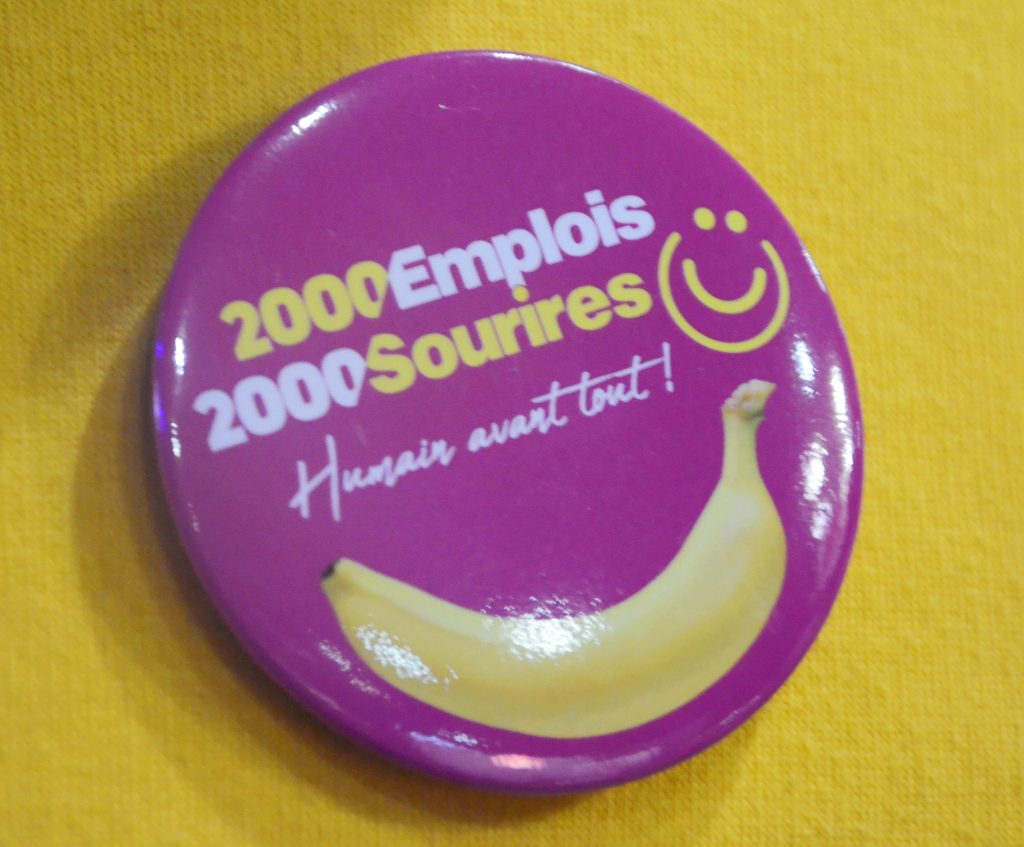 2000Emplois
2000Sourires
Humain avant tout !